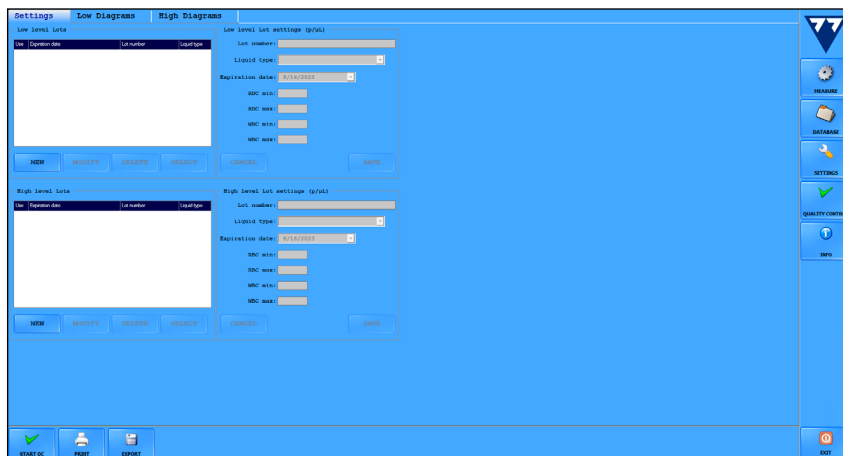 Settings Low Diagrams High Diagrams
Low level Lots
Use Expiration date Lot number Liquid type
NEW MODIFY DELETE SELECT
Low level Lot settings (p/µL)
Lot number:
Liquid type:
Expiration date: 8/16/2023
RBC min:
RBC max:
WBC min:
WBC max:
CANCEL SAVE
High level Lots
Use Expiration date Lot number Liquid type
NEW MODIFY DELETE SELECT
High level Lot settings (p/µL)
Lot number:
Liquid type:
Expiration date: 8/16/2023
RBC min:
RBC max:
WBC min:
WBC max:
CANCEL SAVE
77
MEASURE
DATABASE
SETTINGS
QUALITY CONTR
INFO
START QC PRINT EXPORT
EXIT